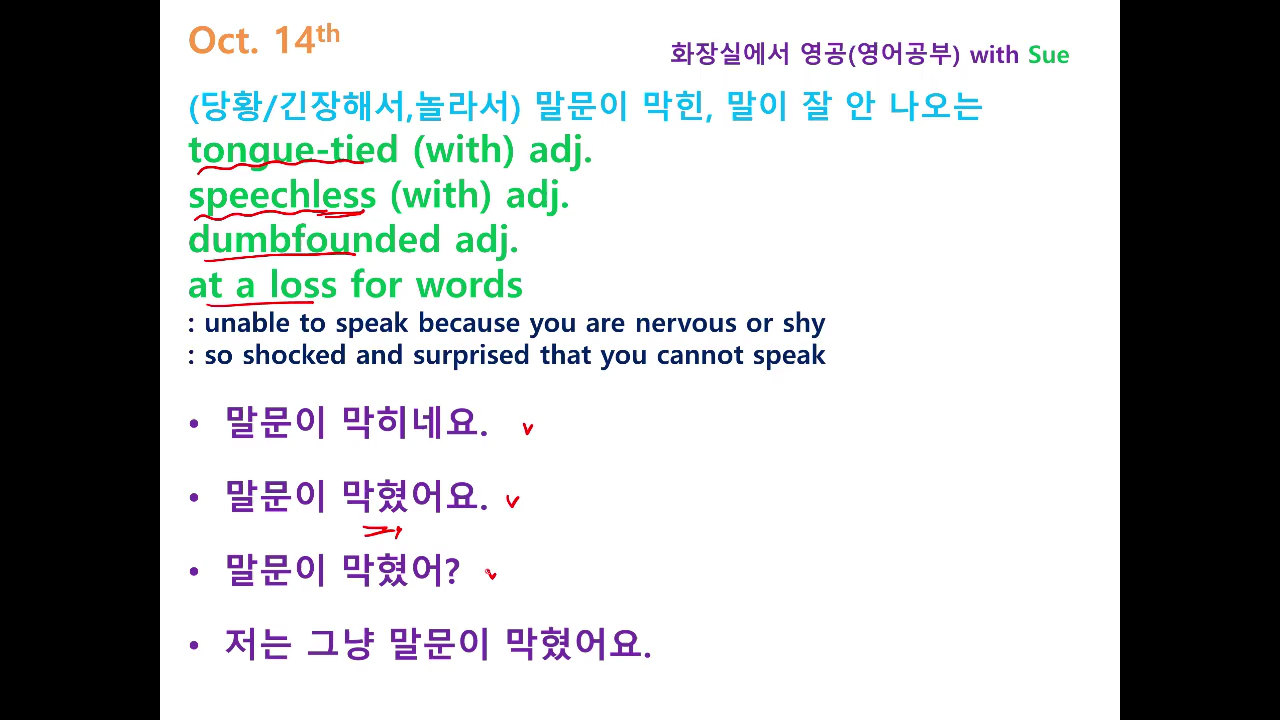 Oct. 14th
화장실에서 영공(영어공부) with Sue
(당황/긴장해서,놀라서) 말문이 막힌, 말이 잘 안 나오는
tongue-tied (with) adj.
speechless (with) adj.
dumbfounded adj.
at a loss for words
: unable to speak because you are nervous or shy
: so shocked and surprised that you cannot speak
• 말문이 막히네요.
• 말문이 막혔어요.
• 말문이 막혔어?
• 저는 그냥 말문이 막혔어요.